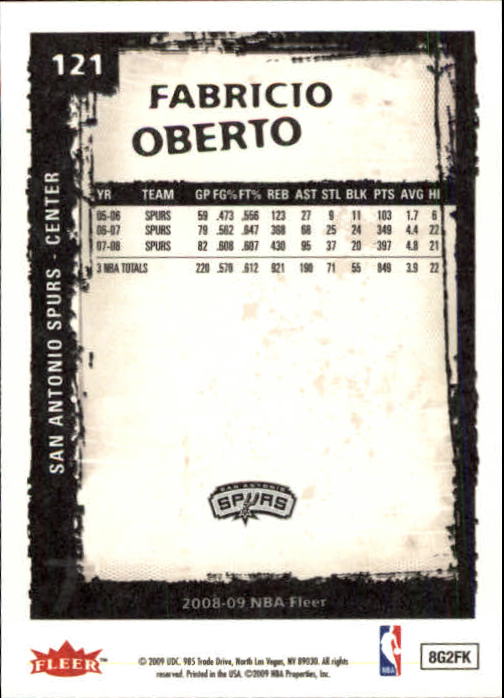 121
FABRICIO
OBERTO
SAN ANTONIO SPURS - CENTER
YR TEAM GP FG% FT% REB AST STL BLK PTS AVG HI
05-06 SPURS 59 .473 .556 123 27 9 11 103 1.7 6
06-07 SPURS 79 .562 .647 368 68 25 24 349 4.4 22
07-08 SPURS 82 .608 .607 430 95 37 20 397 4.8 21
3 NBA TOTALS 220 .570 .612 921 190 71 55 849 3.9 22
SAN ANTONIO
SPURS
2008-09 NBA Fleer
FLEER
© 2009 UDC. 985 Trade Drive, North Las Vegas, NV 89030. All rights
reserved. Printed in the USA. ©2009 NBA Properties, Inc.
NBA
8G2FK